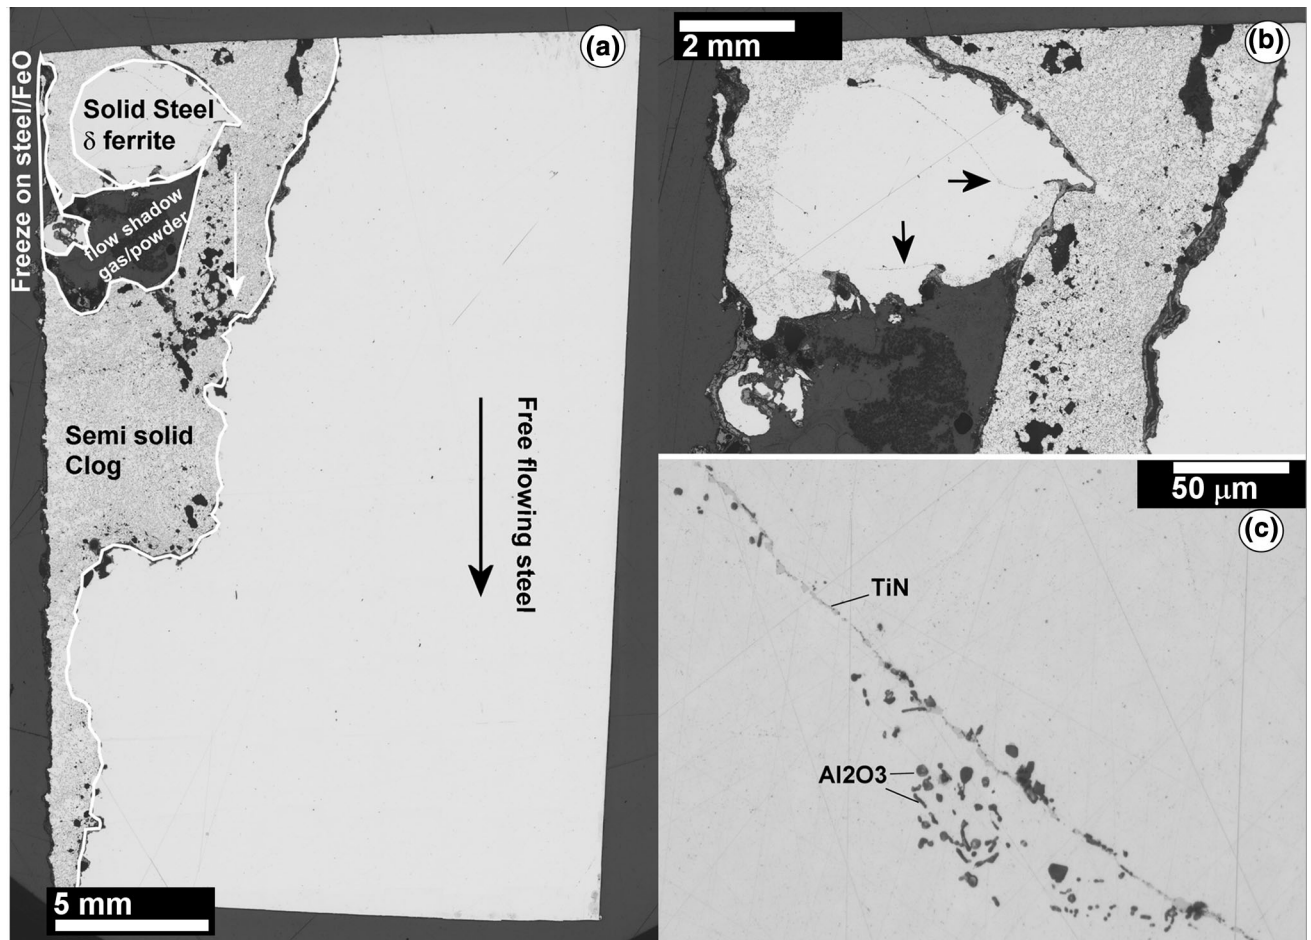 (a)
Freeze on steel/FeO
Solid Steel
δ ferrite
flow shadow
gas/powder
Semi solid
Clog
Free flowing steel
5 mm
2 mm
(b)
50 μm
(c)
TiN
Al2O3